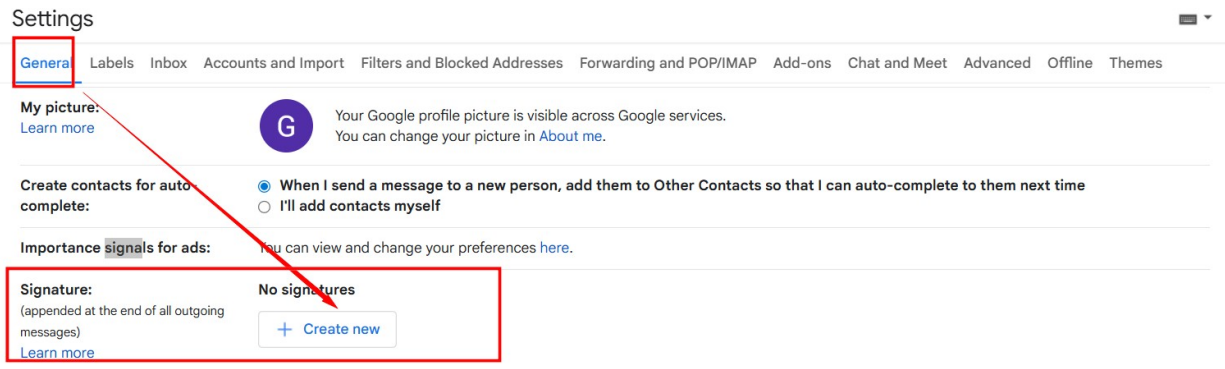 Settings
General Labels Inbox Accounts and Import Filters and Blocked Addresses Forwarding and POP/IMAP Add-ons Chat and Meet Advanced Offline Themes
My picture:
Learn more
G
Your Google profile picture is visible across Google services.
You can change your picture in About me.
Create contacts for auto-
complete:
When I send a message to a new person, add them to Other Contacts so that I can auto-complete to them next time
I'll add contacts myself
Importance signals for ads:
You can view and change your preferences here.
Signature:
(appended at the end of all outgoing
messages)
Learn more
No signatures
+ Create new